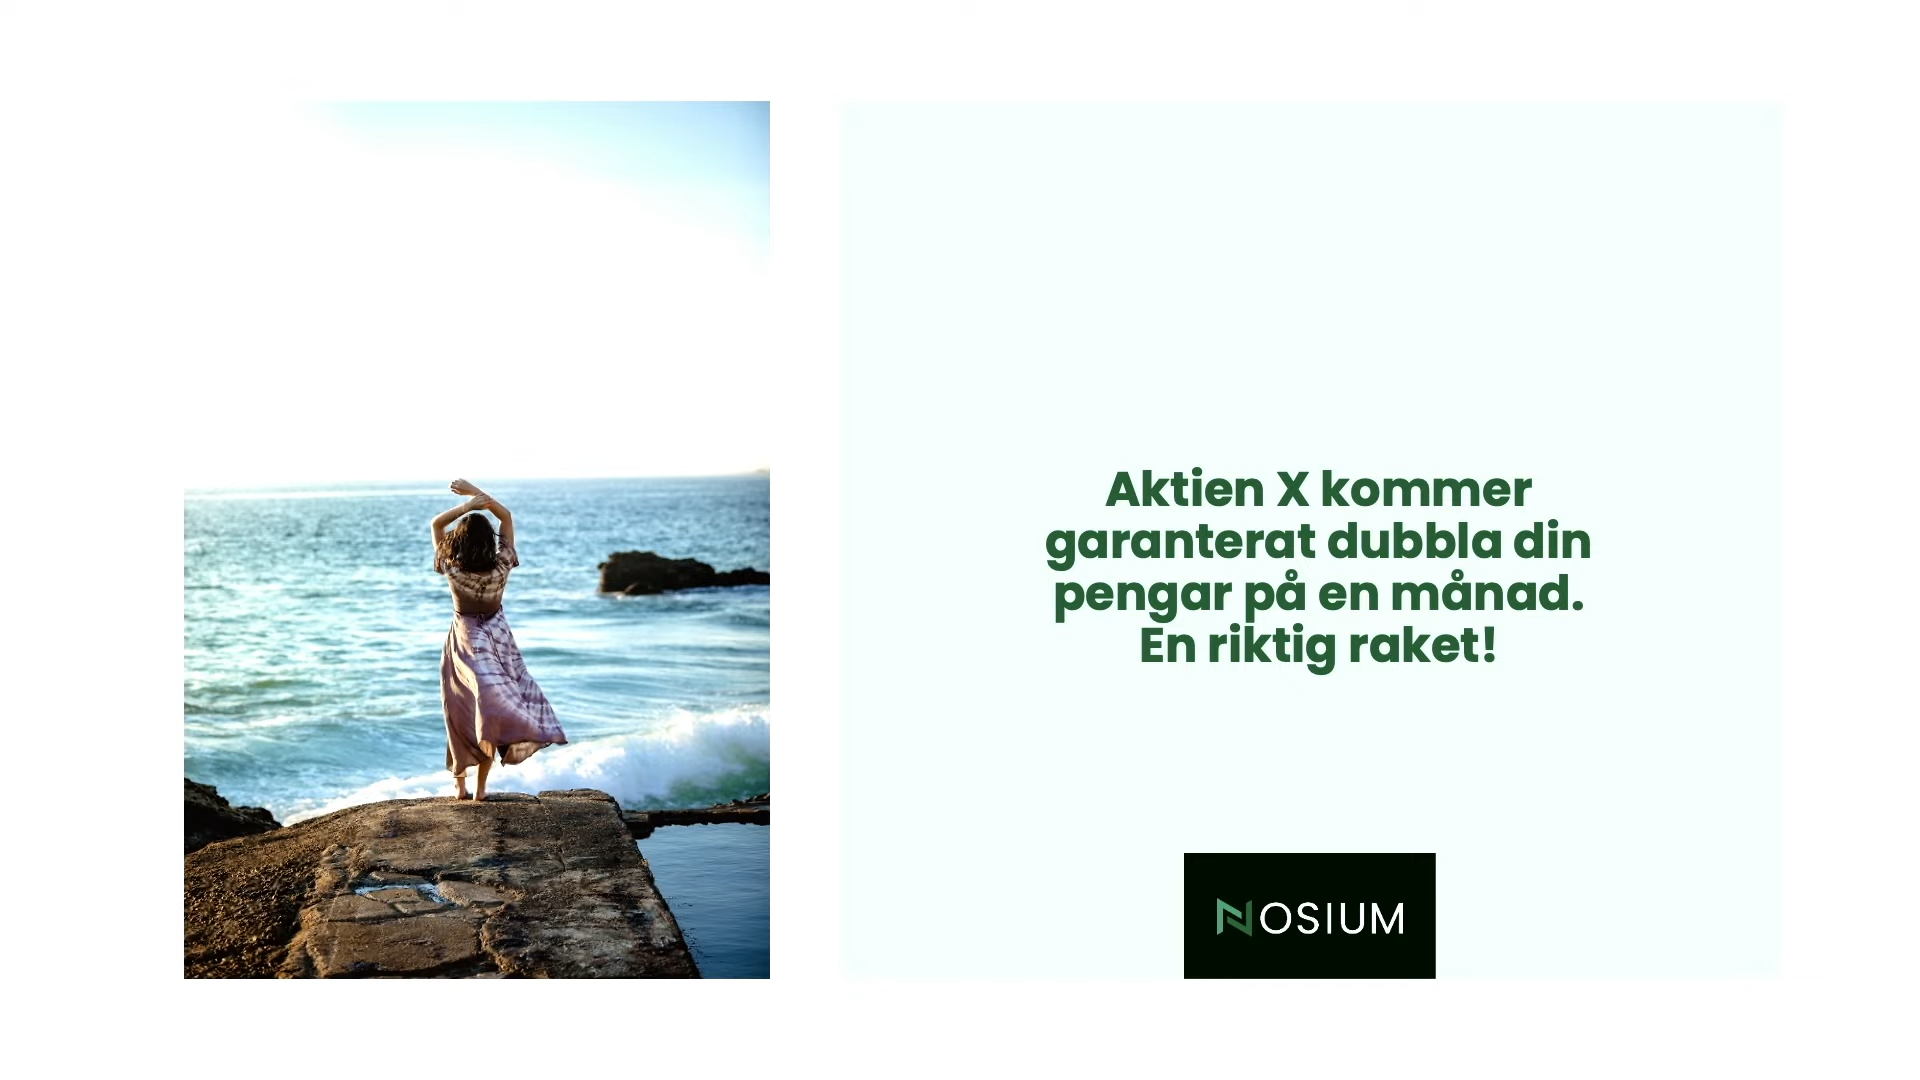 Aktien X kommer
garanterat dubbla din
pengar på en månad.
En riktig raket!
NOSIUM